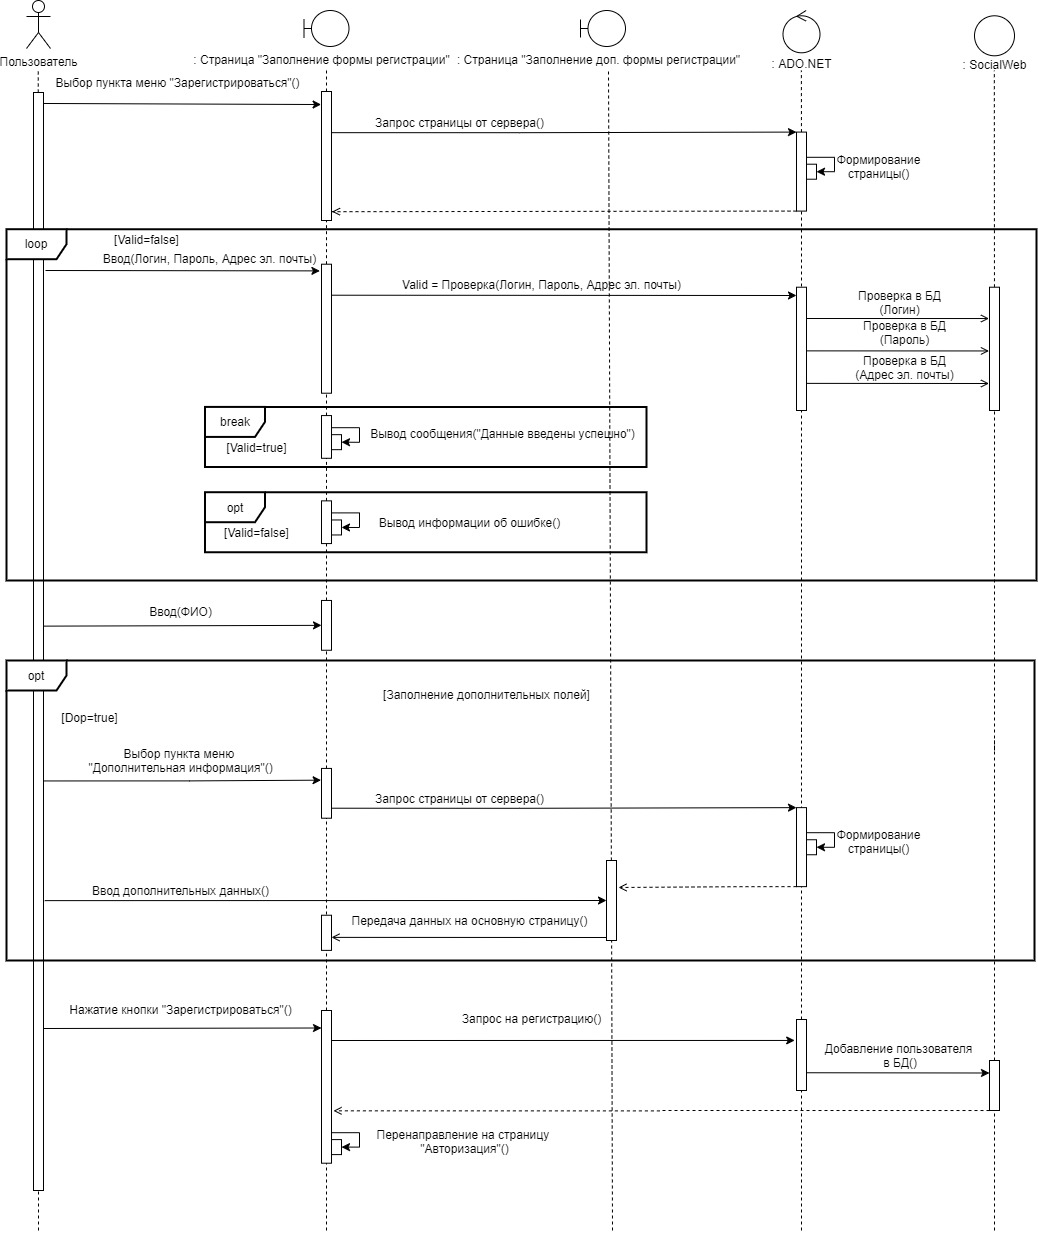 Пользователь
: Страница "Заполнение формы регистрации"
: Страница "Заполнение доп. формы регистрации"
: ADO.NET
: SocialWeb
Выбор пункта меню "Зарегистрироваться"()
Запрос страницы от сервера()
Формирование
страницы()
loop
[Valid=false]
Ввод(Логин, Пароль, Адрес эл. почты)
Valid = Проверка(Логин, Пароль, Адрес эл. почты)
Проверка в БД
(Логин)
Проверка в БД
(Пароль)
Проверка в БД
(Адрес эл. почты)
break
[Valid=true]
Вывод сообщения("Данные введены успешно")
opt
[Valid=false]
Вывод информации об ошибке()
Ввод(ФИО)
opt
[Заполнение дополнительных полей]
[Dop=true]
Выбор пункта меню
"Дополнительная информация"()
Запрос страницы от сервера()
Формирование
страницы()
Ввод дополнительных данных()
Передача данных на основную страницу()
Нажатие кнопки "Зарегистрироваться"()
Запрос на регистрацию()
Добавление пользователя
в БД()
Перенаправление на страницу
"Авторизация"()